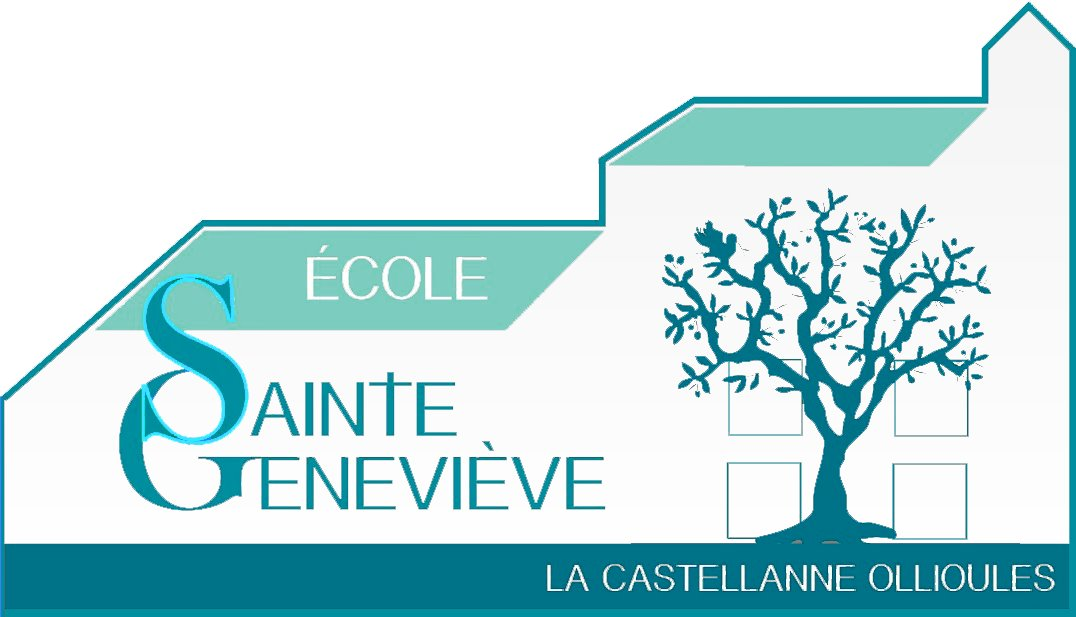 ÉCOLE
SAINTE
GENEVIÈVE
LA CASTELLANNE OLLIOULES